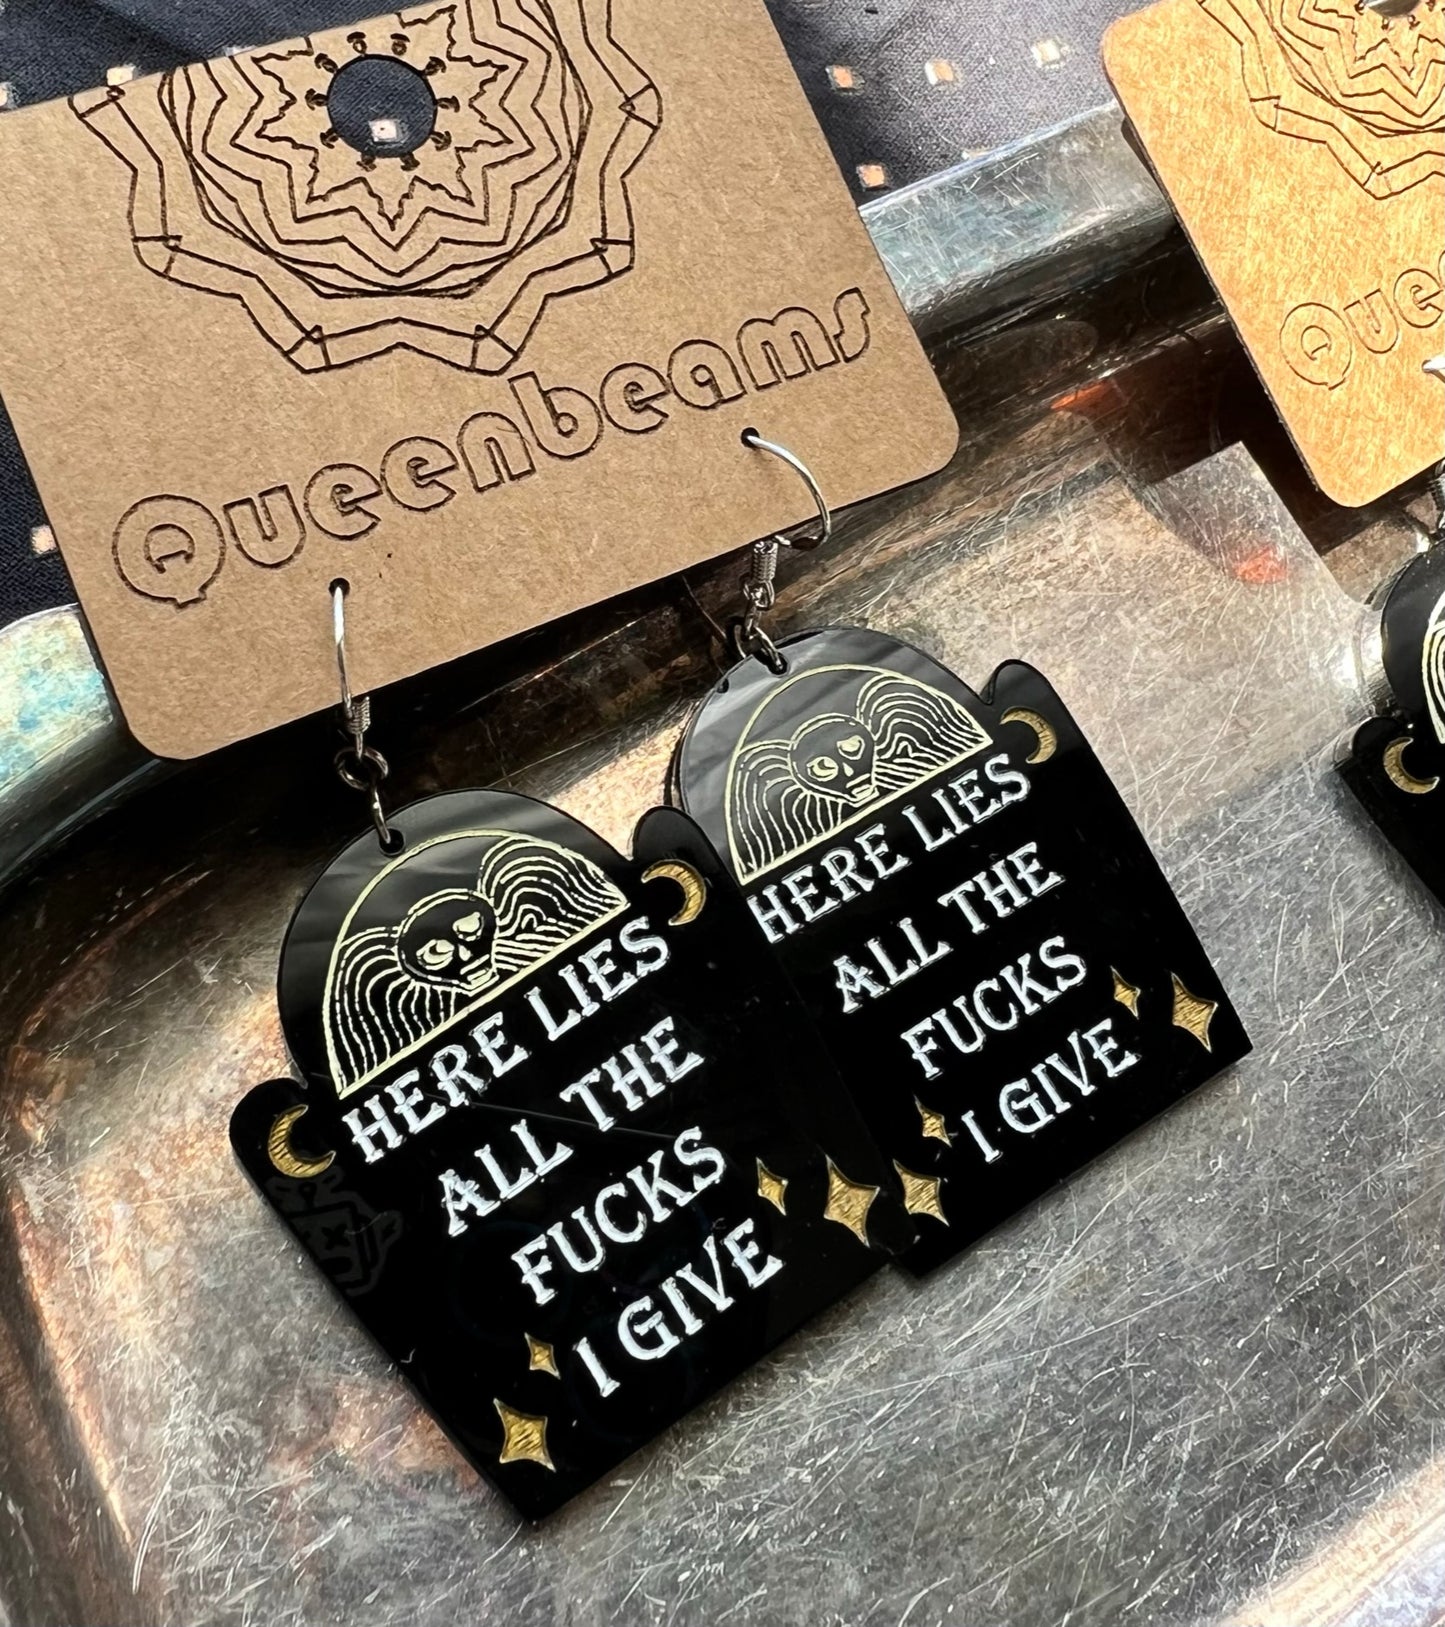 Queenbeams
HERE LIES
ALL THE
FUCKS
I GIVE
HERE LIES
ALL THE
FUCKS
I GIVE